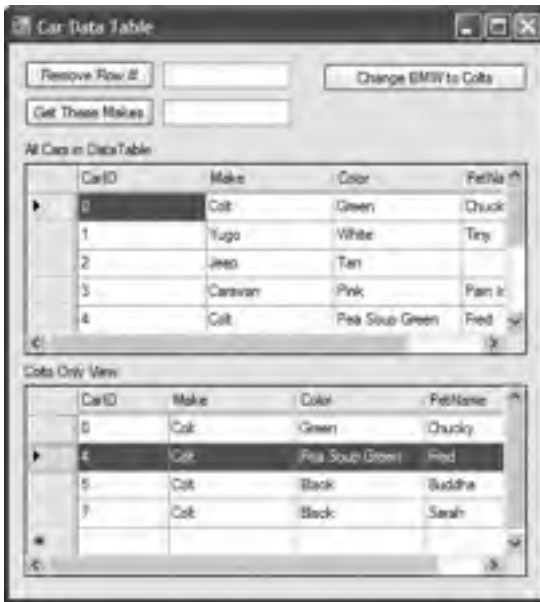 Car Data Table
Remove Row #
Change BMW to Colts
Get These Makes
All Cars in DataTable
CarID Make Color PetNa
0 Colt Green Chuck
1 Yugo White Tiny
2 Jeep Tan
3 Caravan Pink Pain I
4 Colt Pea Soup Green Fred
Colts Only View
CarID Make Color PetName
0 Colt Green Chucky
4 Colt Pea Soup Green Fred
5 Colt Black Buddha
7 Colt Black Sarah